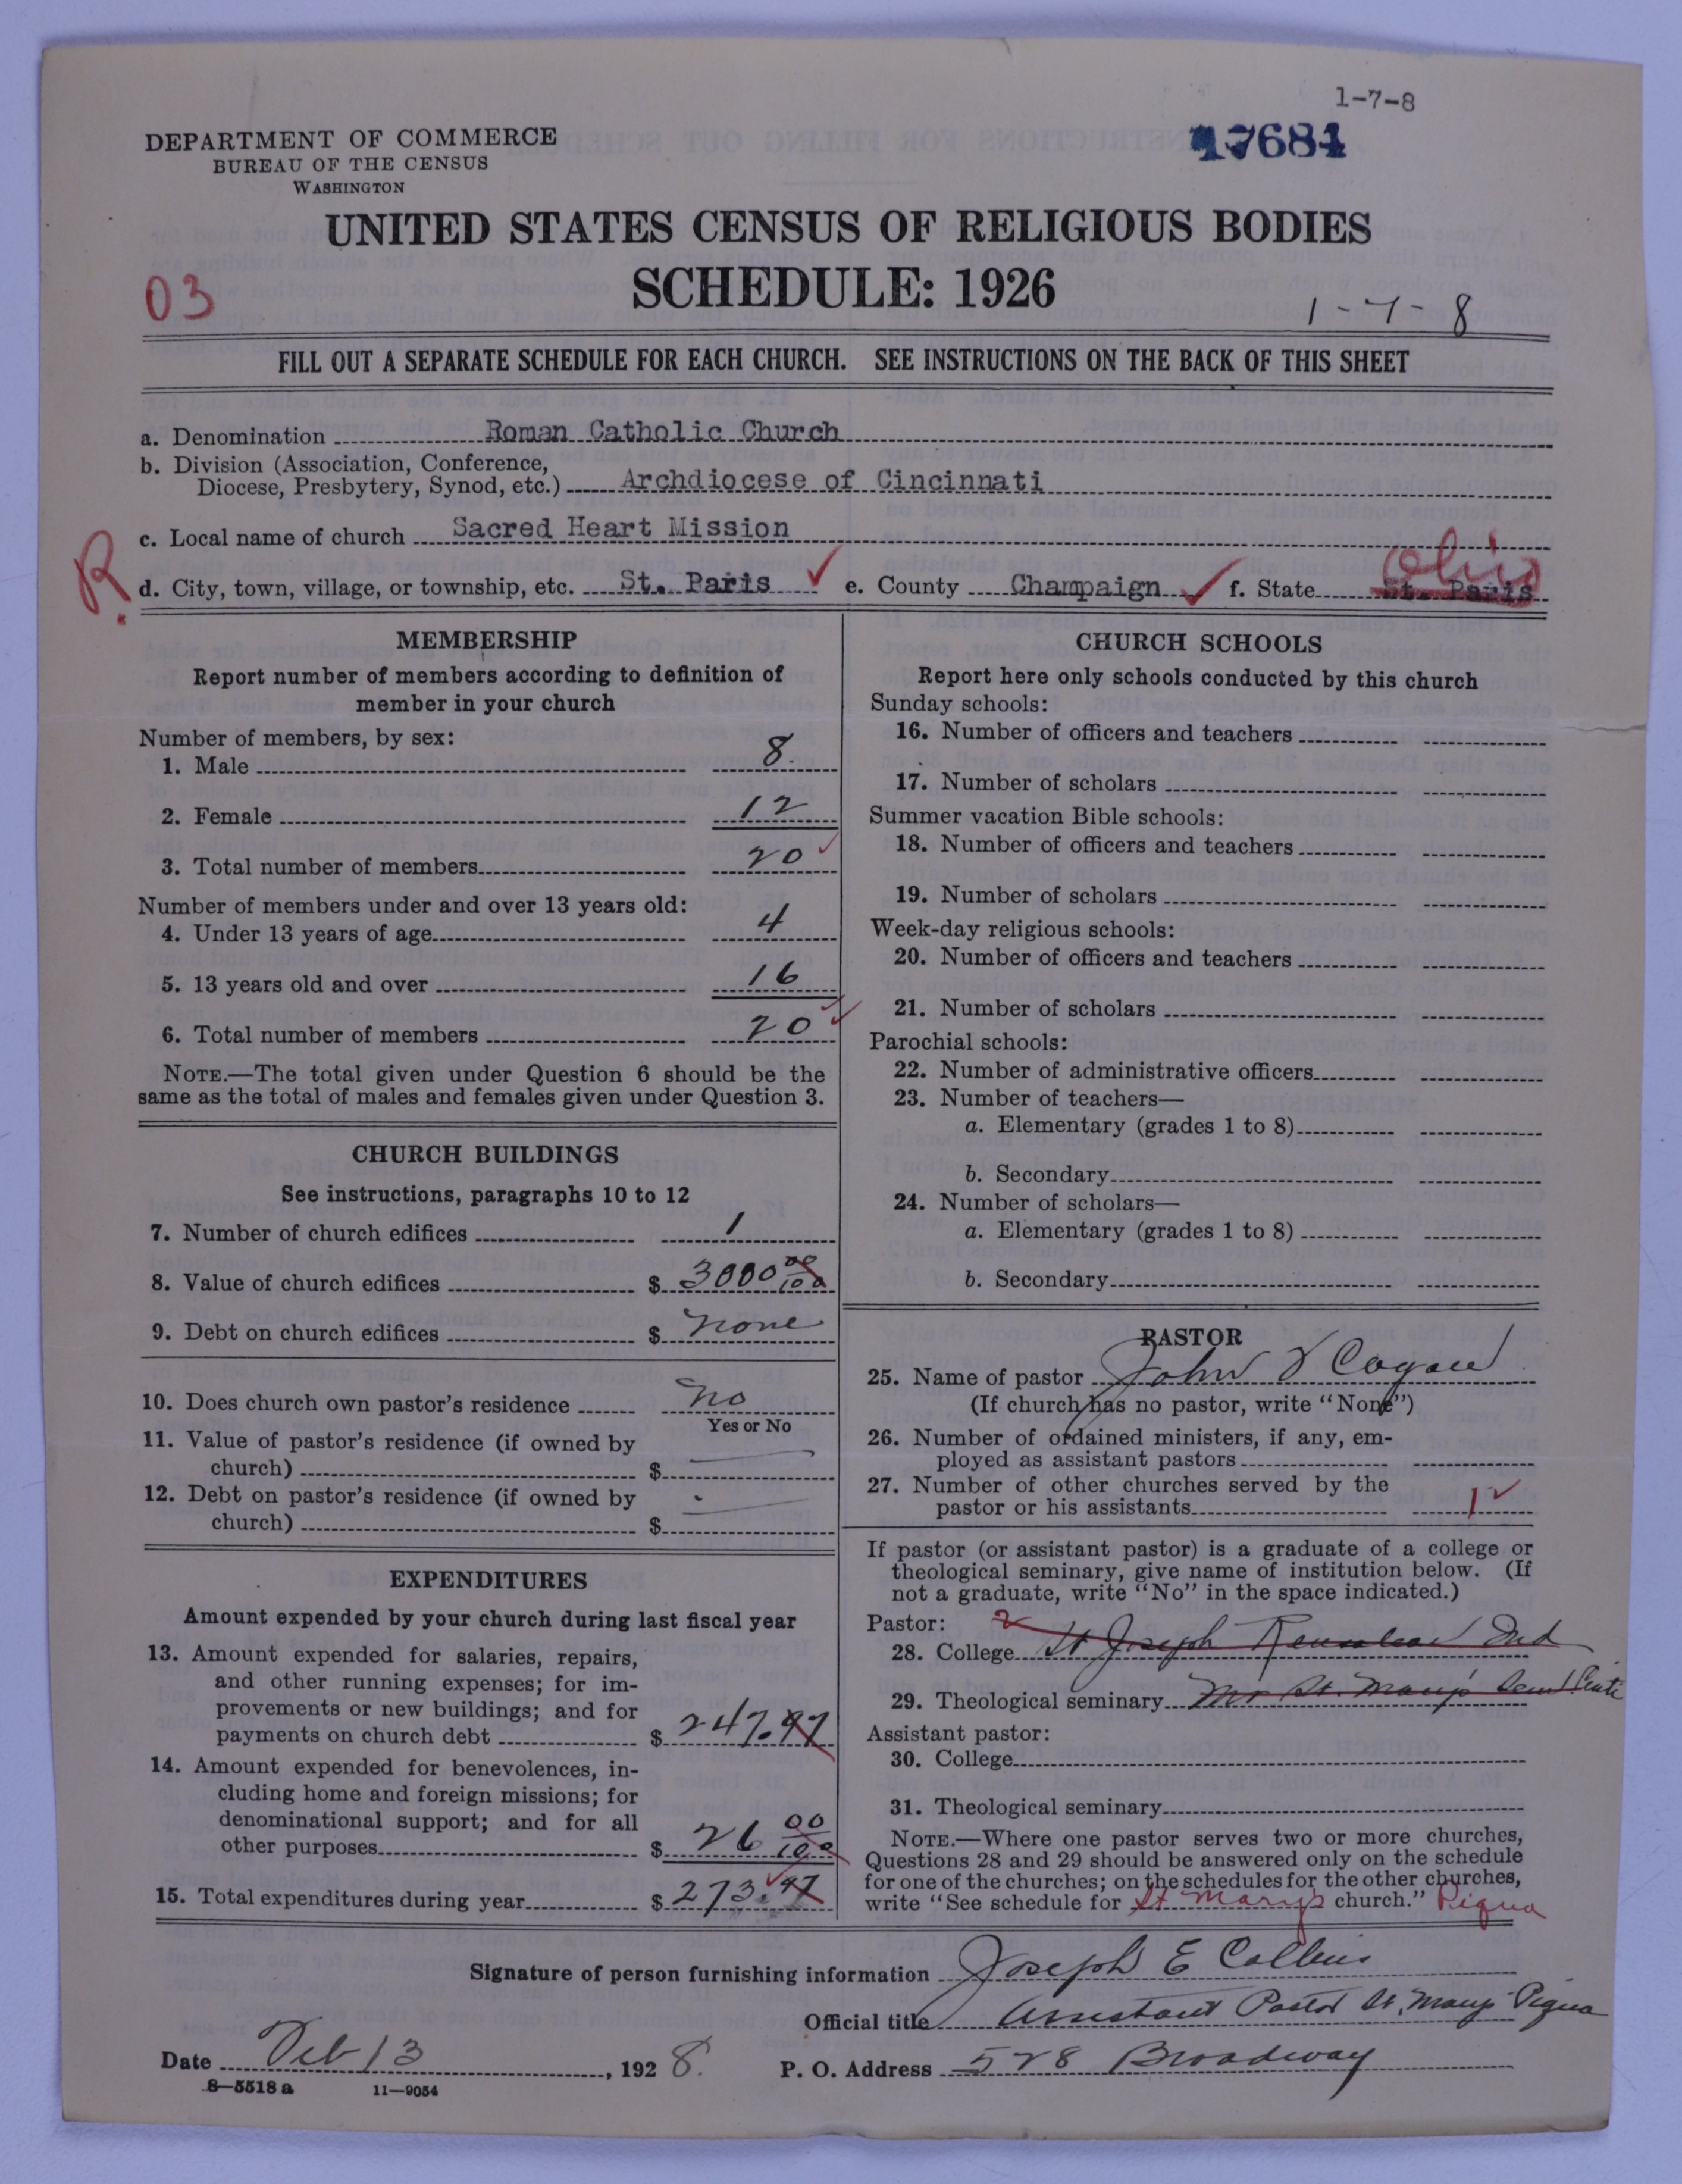 1-7-8
17684
DEPARTMENT OF COMMERCE
BUREAU OF THE CENSUS
WASHINGTON
UNITED STATES CENSUS OF RELIGIOUS BODIES
SCHEDULE: 1926
03
1-7-8
FILL OUT A SEPARATE SCHEDULE FOR EACH CHURCH. SEE INSTRUCTIONS ON THE BACK OF THIS SHEET
a. Denomination Roman Catholic Church
b. Division (Association, Conference,
Diocese, Presbytery, Synod, etc.) Archdiocese of Cincinnati
c. Local name of church Sacred Heart Mission
R.
d. City, town, village, or township, etc. St. Paris e. County Champaign f. State St. Paris Ohio
MEMBERSHIP
Report number of members according to definition of
member in your church
Number of members, by sex:
1. Male 8
2. Female 12
3. Total number of members 20
Number of members under and over 13 years old:
4. Under 13 years of age 4
5. 13 years old and over 16
6. Total number of members 20
NOTE.—The total given under Question 6 should be the
same as the total of males and females given under Question 3.
CHURCH BUILDINGS
See instructions, paragraphs 10 to 12
7. Number of church edifices 1
8. Value of church edifices $ 3000 00/100
9. Debt on church edifices $ none
10. Does church own pastor's residence no
Yes or No
11. Value of pastor's residence (if owned by
church) $ —
12. Debt on pastor's residence (if owned by
church) $ —
EXPENDITURES
Amount expended by your church during last fiscal year
13. Amount expended for salaries, repairs,
and other running expenses; for im-
provements or new buildings; and for
payments on church debt $ 247.97
14. Amount expended for benevolences, in-
cluding home and foreign missions; for
denominational support; and for all
other purposes $ 26 00/100
15. Total expenditures during year $ 273.97
CHURCH SCHOOLS
Report here only schools conducted by this church
Sunday schools:
16. Number of officers and teachers
17. Number of scholars
Summer vacation Bible schools:
18. Number of officers and teachers
19. Number of scholars
Week-day religious schools:
20. Number of officers and teachers
21. Number of scholars
Parochial schools:
22. Number of administrative officers
23. Number of teachers—
a. Elementary (grades 1 to 8)
b. Secondary
24. Number of scholars—
a. Elementary (grades 1 to 8)
b. Secondary
PASTOR
25. Name of pastor John Cogan
(If church has no pastor, write "None")
26. Number of ordained ministers, if any, em-
ployed as assistant pastors
27. Number of other churches served by the
pastor or his assistants 1
If pastor (or assistant pastor) is a graduate of a college or
theological seminary, give name of institution below. (If
not a graduate, write "No" in the space indicated.)
Pastor: 2
28. College St Joseph Rensselear Ind
29. Theological seminary Mt St. Mary's Sem Cinti
Assistant pastor:
30. College
31. Theological seminary
NOTE.—Where one pastor serves two or more churches,
Questions 28 and 29 should be answered only on the schedule
for one of the churches; on the schedules for the other churches,
write "See schedule for St Mary's church." Piqua
Signature of person furnishing information Joseph E Collins
Official title Assistant Pastor St. Marys Piqua
Date Feb 13, 1928. P. O. Address 528 Broadway
8—5518 a 11—9054